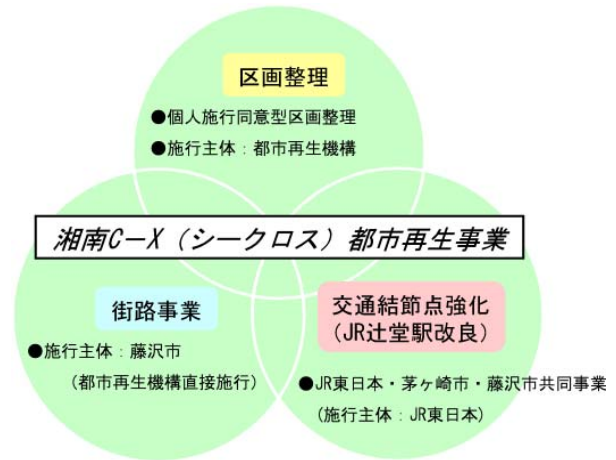 区画整理
●個人施行同意型区画整理
●施行主体：都市再生機構
湘南C－X（シークロス）都市再生事業
街路事業
●施行主体：藤沢市
（都市再生機構直接施行）
交通結節点強化
(JR辻堂駅改良)
●JR東日本・茅ヶ崎市・藤沢市共同事業
(施行主体：JR東日本)